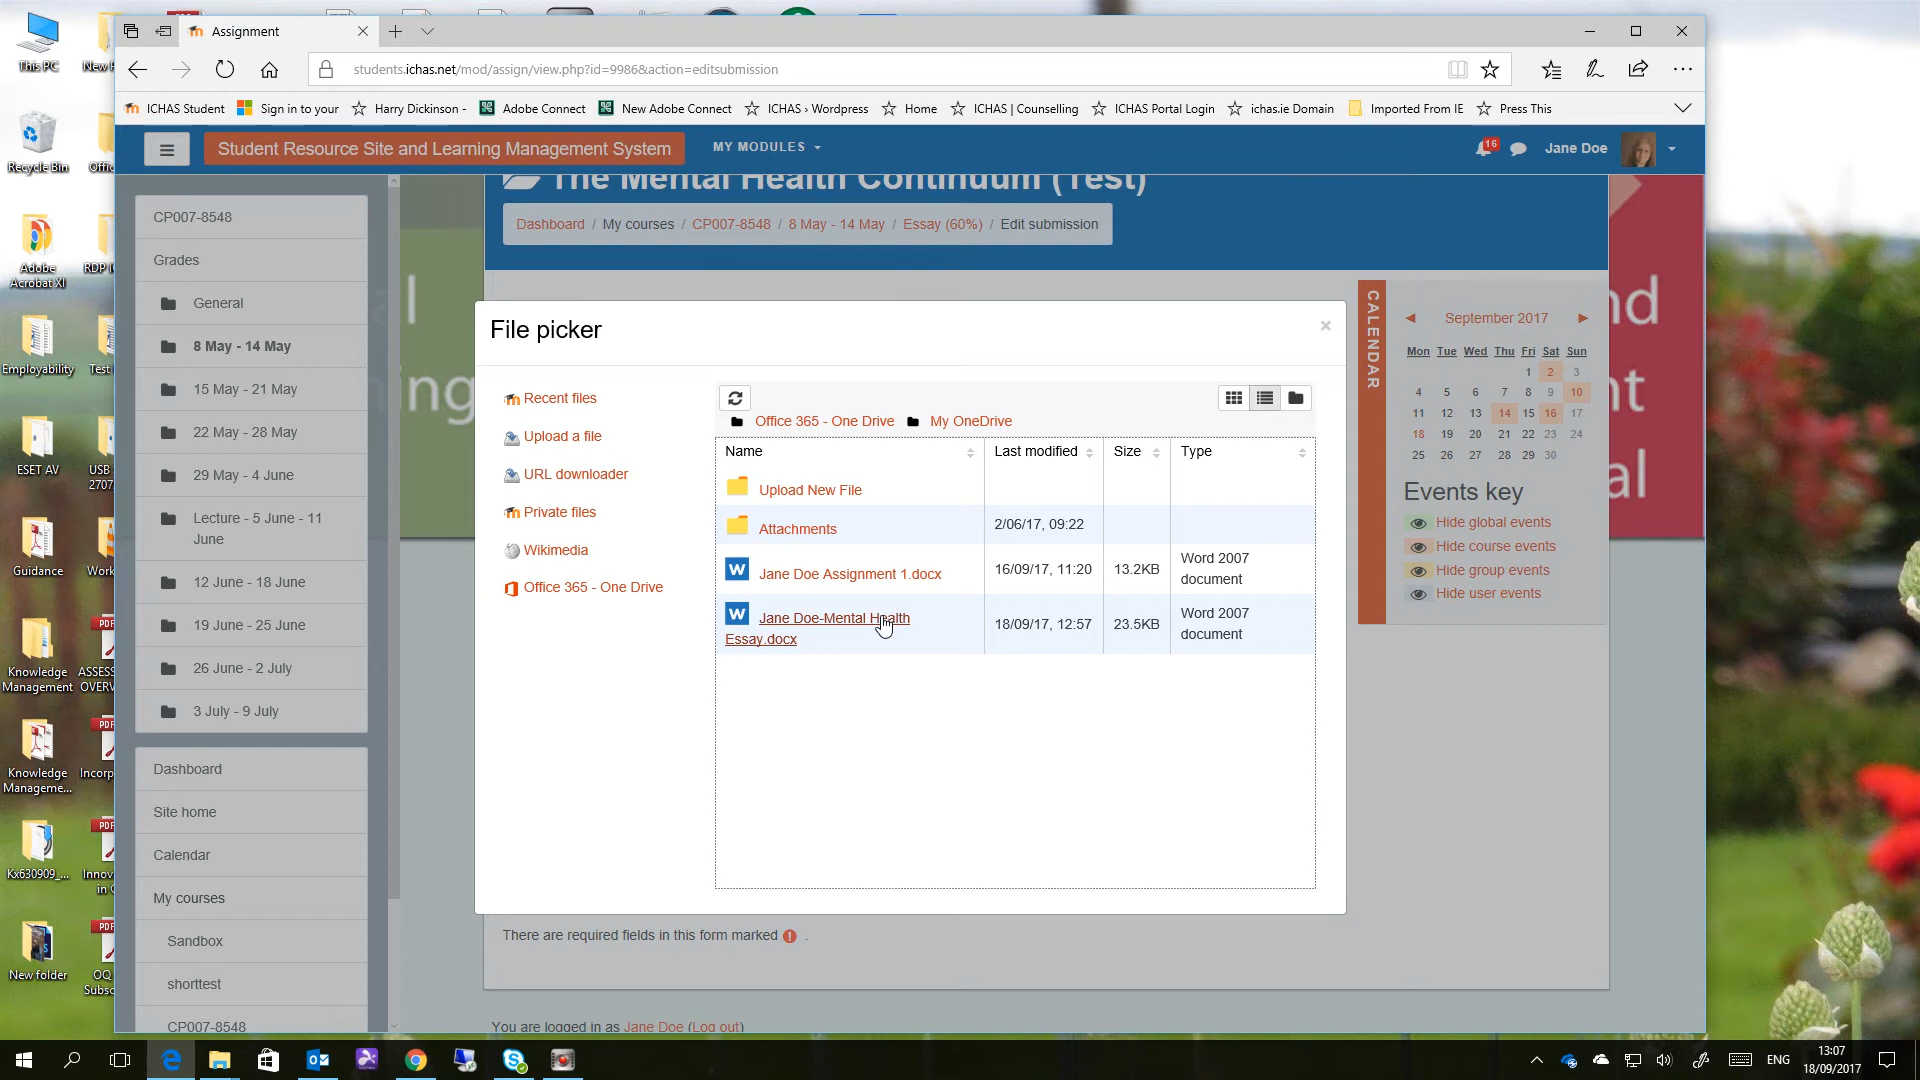 This PC
Recycle Bin
Adobe
Acrobat XI
RDP
Employability
Test
ESET AV
USB
2707
Guidance
Work
Knowledge
Management
ASSESS
OVERV
Knowledge
Manageme...
Incorp
Kx630909_...
Innov
in C
New folder
OQ
Subsc
Assignment
students.ichas.net/mod/assign/view.php?id=9986&action=editsubmission
ICHAS Student
Sign in to your
Harry Dickinson -
Adobe Connect
New Adobe Connect
ICHAS › Wordpress
Home
ICHAS | Counselling
ICHAS Portal Login
ichas.ie Domain
Imported From IE
Press This
Student Resource Site and Learning Management System
MY MODULES
16
Jane Doe
The Mental Health Continuum (Test)
Dashboard / My courses / CP007-8548 / 8 May - 14 May / Essay (60%) / Edit submission
CP007-8548
Grades
General
8 May - 14 May
15 May - 21 May
22 May - 28 May
29 May - 4 June
Lecture - 5 June - 11
June
12 June - 18 June
19 June - 25 June
26 June - 2 July
3 July - 9 July
Dashboard
Site home
Calendar
My courses
Sandbox
shorttest
CP007-8548
File picker
×
Recent files
Upload a file
URL downloader
Private files
Wikimedia
Office 365 - One Drive
Office 365 - One Drive My OneDrive
Name Last modified Size Type
Upload New File
Attachments 2/06/17, 09:22
Jane Doe Assignment 1.docx 16/09/17, 11:20 13.2KB Word 2007
document
Jane Doe-Mental Health
Essay.docx 18/09/17, 12:57 23.5KB Word 2007
document
CALENDAR
◄ September 2017 ►
Mon Tue Wed Thu Fri Sat Sun
1 2 3
4 5 6 7 8 9 10
11 12 13 14 15 16 17
18 19 20 21 22 23 24
25 26 27 28 29 30
Events key
Hide global events
Hide course events
Hide group events
Hide user events
There are required fields in this form marked ! .
You are logged in as Jane Doe (Log out)
ENG
13:07
18/09/2017